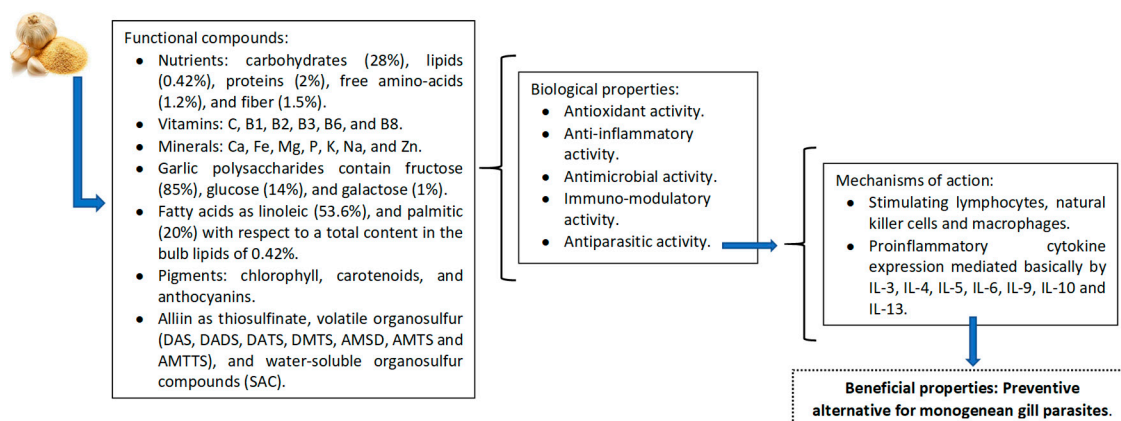 Functional compounds:
● Nutrients: carbohydrates (28%), lipids
(0.42%), proteins (2%), free amino-acids
(1.2%), and fiber (1.5%).
● Vitamins: C, B1, B2, B3, B6, and B8.
● Minerals: Ca, Fe, Mg, P, K, Na, and Zn.
● Garlic polysaccharides contain fructose
(85%), glucose (14%), and galactose (1%).
● Fatty acids as linoleic (53.6%), and palmitic
(20%) with respect to a total content in the
bulb lipids of 0.42%.
● Pigments: chlorophyll, carotenoids, and
anthocyanins.
● Alliin as thiosulfinate, volatile organosulfur
(DAS, DADS, DATS, DMTS, AMSD, AMTS and
AMTTS), and water-soluble organosulfur
compounds (SAC).
Biological properties:
● Antioxidant activity.
● Anti-inflammatory
activity.
● Antimicrobial activity.
● Immuno-modulatory
activity.
● Antiparasitic activity.
Mechanisms of action:
● Stimulating lymphocytes, natural
killer cells and macrophages.
● Proinflammatory cytokine
expression mediated basically by
IL-3, IL-4, IL-5, IL-6, IL-9, IL-10 and
IL-13.
Beneficial properties: Preventive
alternative for monogenean gill parasites.